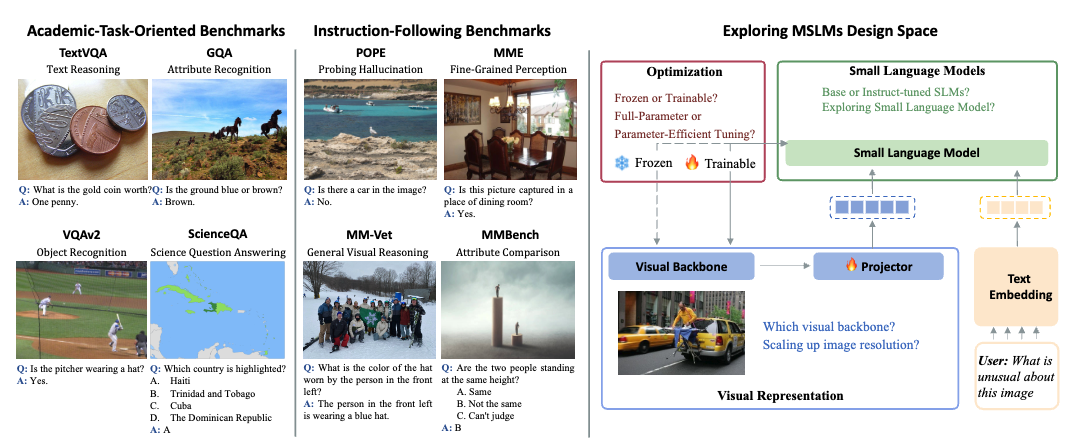 Academic-Task-Oriented Benchmarks
TextVQA
Text Reasoning
Q: What is the gold coin worth?
A: One penny.
GQA
Attribute Recognition
Q: Is the ground blue or brown?
A: Brown.
VQAv2
Object Recognition
Q: Is the pitcher wearing a hat?
A: Yes.
ScienceQA
Science Question Answering
Q: Which country is highlighted?
A. Haiti
B. Trinidad and Tobago
C. Cuba
D. The Dominican Republic
A: A
Instruction-Following Benchmarks
POPE
Probing Hallucination
Q: Is there a car in the image?
A: No.
MME
Fine-Grained Perception
Q: Is this picture captured in a
place of dining room?
A: Yes.
MM-Vet
General Visual Reasoning
Q: What is the color of the hat
worn by the person in the front
left?
A: The person in the front left
is wearing a blue hat.
MMBench
Attribute Comparison
Q: Are the two people standing
at the same height?
A. Same
B. Not the same
C. Can't judge
A: B
Exploring MSLMs Design Space
Optimization
Frozen or Trainable?
Full-Parameter or
Parameter-Efficient Tuning?
Frozen
Trainable
Small Language Models
Base or Instruct-tuned SLMs?
Exploring Small Language Model?
Small Language Model
Visual Backbone
Projector
Which visual backbone?
Scaling up image resolution?
Visual Representation
Text
Embedding
User: What is
unusual about
this image